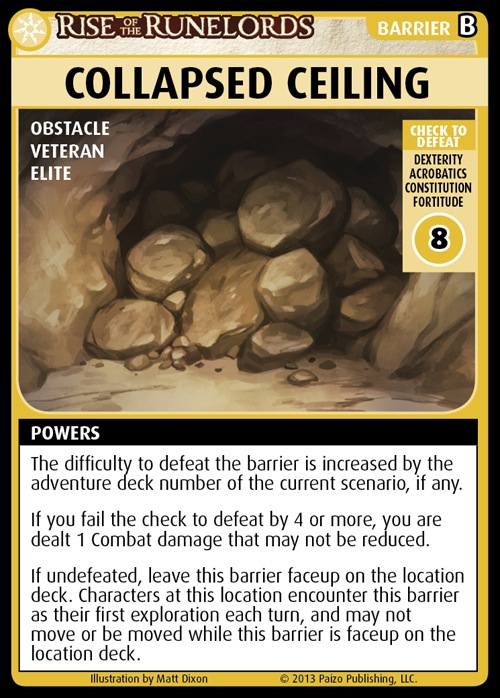 RISE OF THE RUNELORDS
BARRIER B
COLLAPSED CEILING
OBSTACLE
VETERAN
ELITE
CHECK TO
DEFEAT
DEXTERITY
ACROBATICS
CONSTITUTION
FORTITUDE
8
POWERS
The difficulty to defeat the barrier is increased by the
adventure deck number of the current scenario, if any.
If you fail the check to defeat by 4 or more, you are
dealt 1 Combat damage that may not be reduced.
If undefeated, leave this barrier faceup on the location
deck. Characters at this location encounter this barrier
as their first exploration each turn, and may not
move or be moved while this barrier is faceup on the
location deck.
Illustration by Matt Dixon
© 2013 Paizo Publishing, LLC.